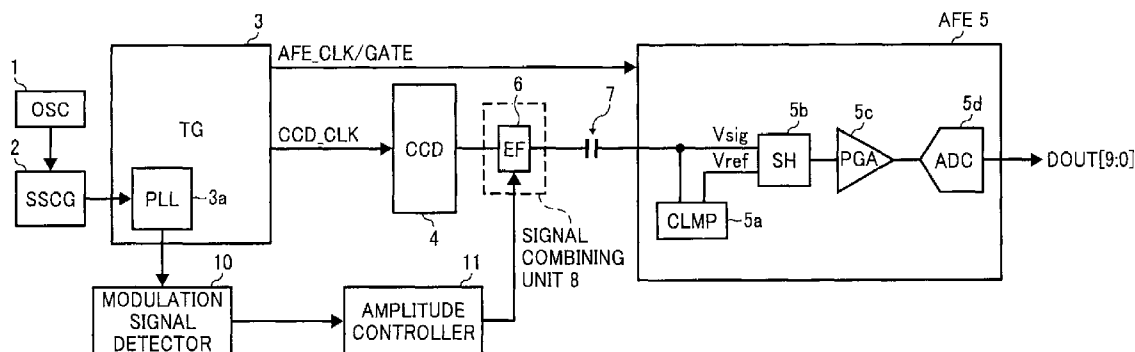 3
AFE 5
AFE_CLK/GATE
1
OSC
TG
4
CCD
CCD_CLK
6
EF
7
5b
5c
5d
Vsig
Vref
SH
PGA
ADC
DOUT[9:0]
2
SSCG
PLL
3a
CLMP
5a
SIGNAL
COMBINING
UNIT 8
10
MODULATION
SIGNAL
DETECTOR
11
AMPLITUDE
CONTROLLER